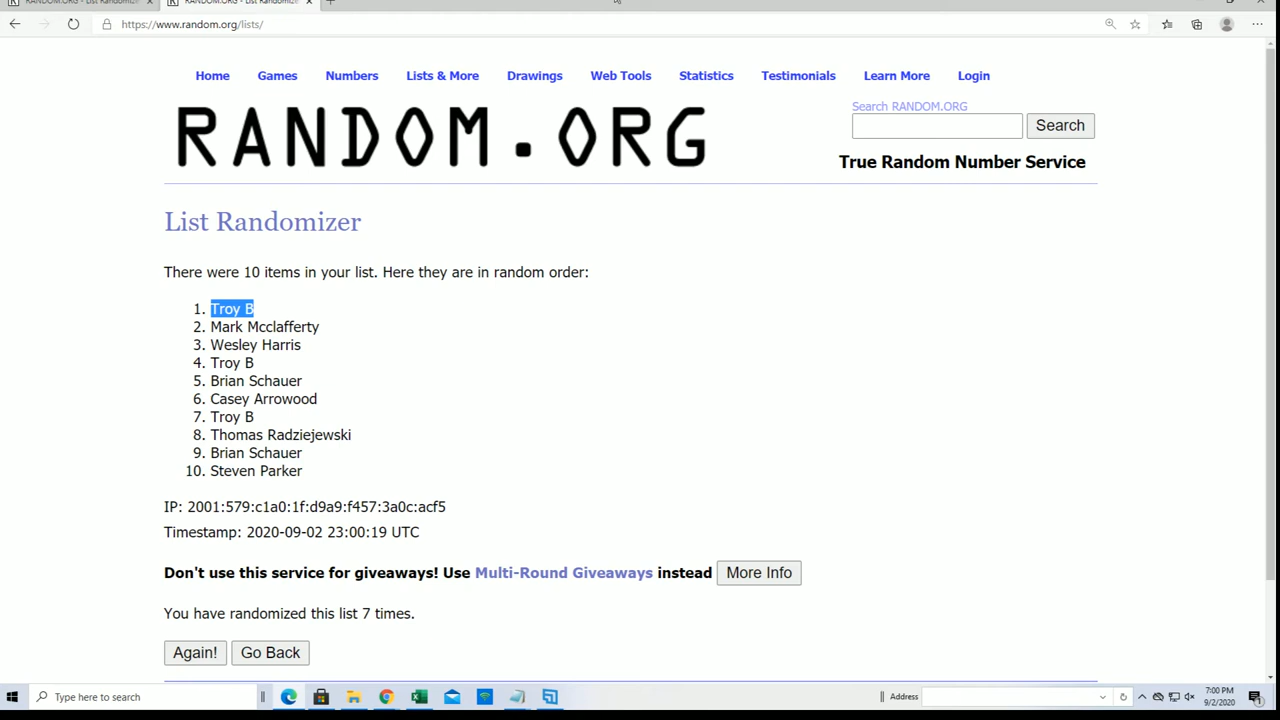 RANDOM.ORG - List Randomize
RANDOM.ORG - List Randomize
https://www.random.org/lists/
Home Games Numbers Lists & More Drawings Web Tools Statistics Testimonials Learn More Login
RANDOM.ORG
Search RANDOM.ORG
Search
True Random Number Service
List Randomizer
There were 10 items in your list. Here they are in random order:
1. Troy B
2. Mark Mcclafferty
3. Wesley Harris
4. Troy B
5. Brian Schauer
6. Casey Arrowood
7. Troy B
8. Thomas Radziejewski
9. Brian Schauer
10. Steven Parker
IP: 2001:579:c1a0:1f:d9a9:f457:3a0c:acf5
Timestamp: 2020-09-02 23:00:19 UTC
Don't use this service for giveaways! Use Multi-Round Giveaways instead More Info
You have randomized this list 7 times.
Again! Go Back
Type here to search
Address
7:00 PM
9/2/2020